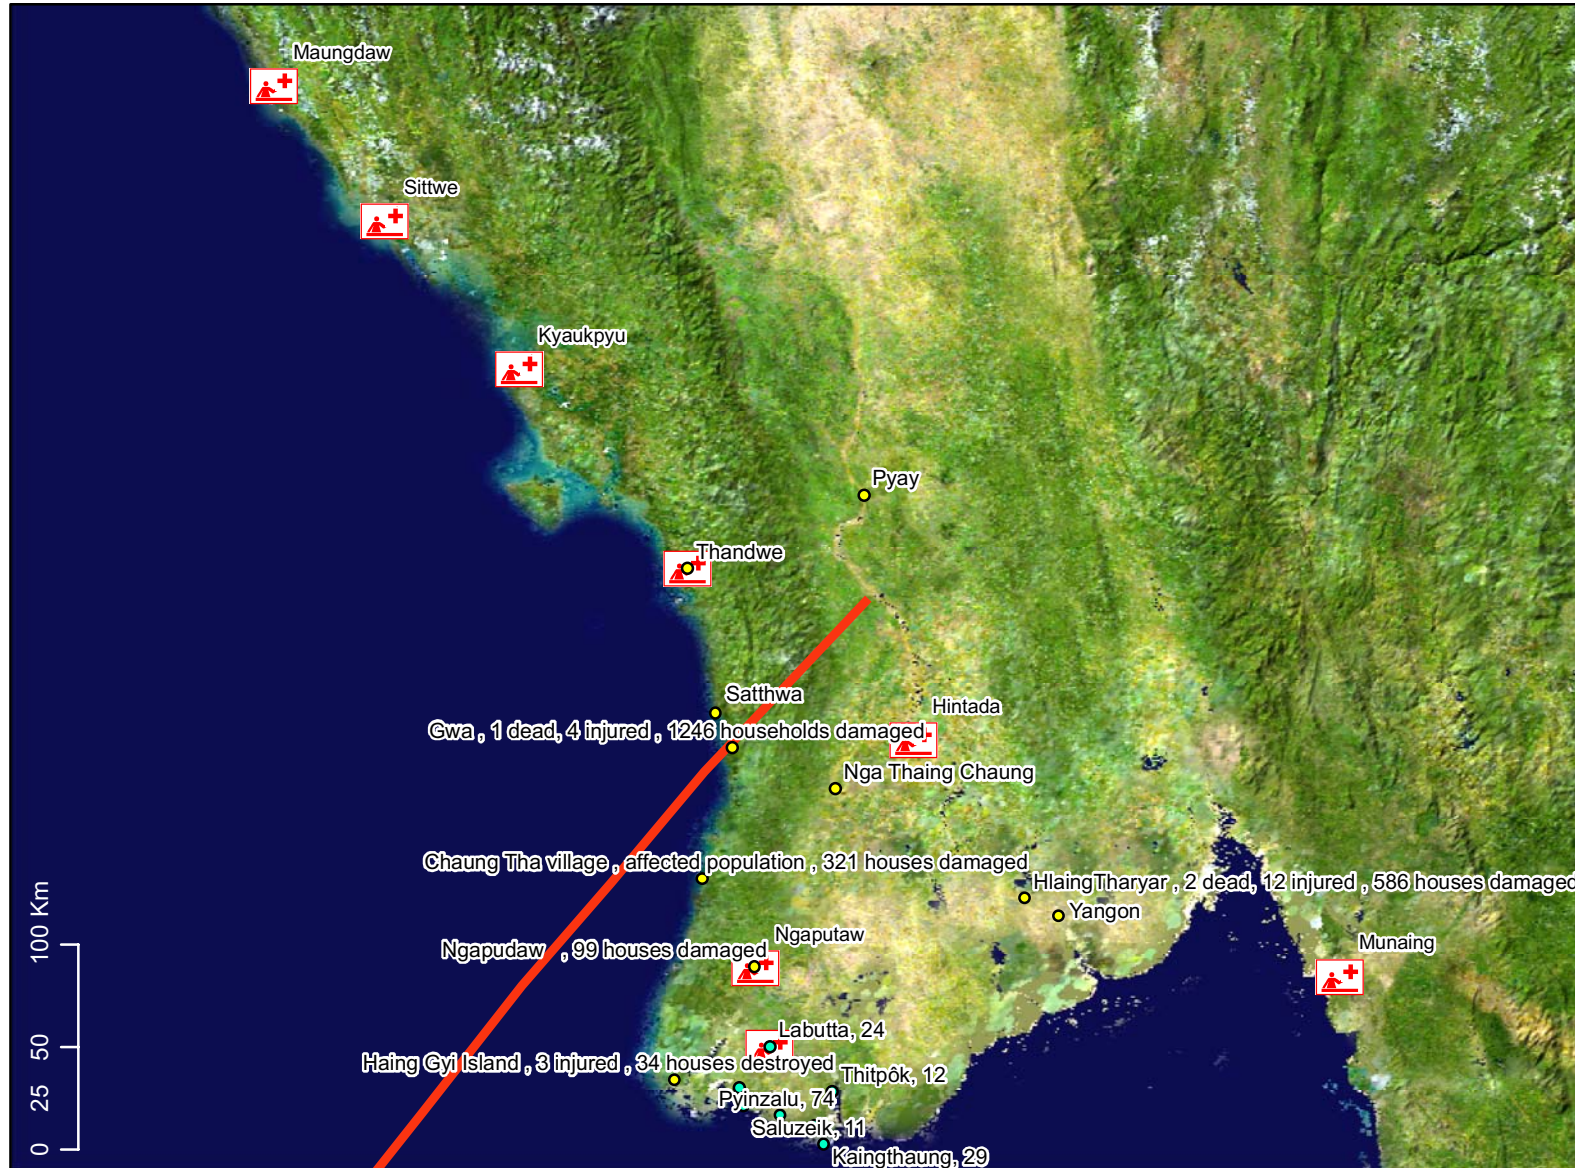 Maungdaw
Sittwe
Kyaukpyu
Pyay
Thandwe
Satthwa
Hintada
Gwa , 1 dead, 4 injured , 1246 households damaged
Nga Thaing Chaung
Chaung Tha village , affected population , 321 houses damaged
HlaingTharyar , 2 dead, 12 injured , 586 houses damaged
Yangon
Ngaputaw
Ngapudaw , 99 houses damaged
Munaing
Labutta, 24
Haing Gyi Island , 3 injured , 34 houses destroyed
Thitpôk, 12
Pyinzalu, 74
Saluzeik, 11
Kaingthaung, 29
100 Km
50
25
0